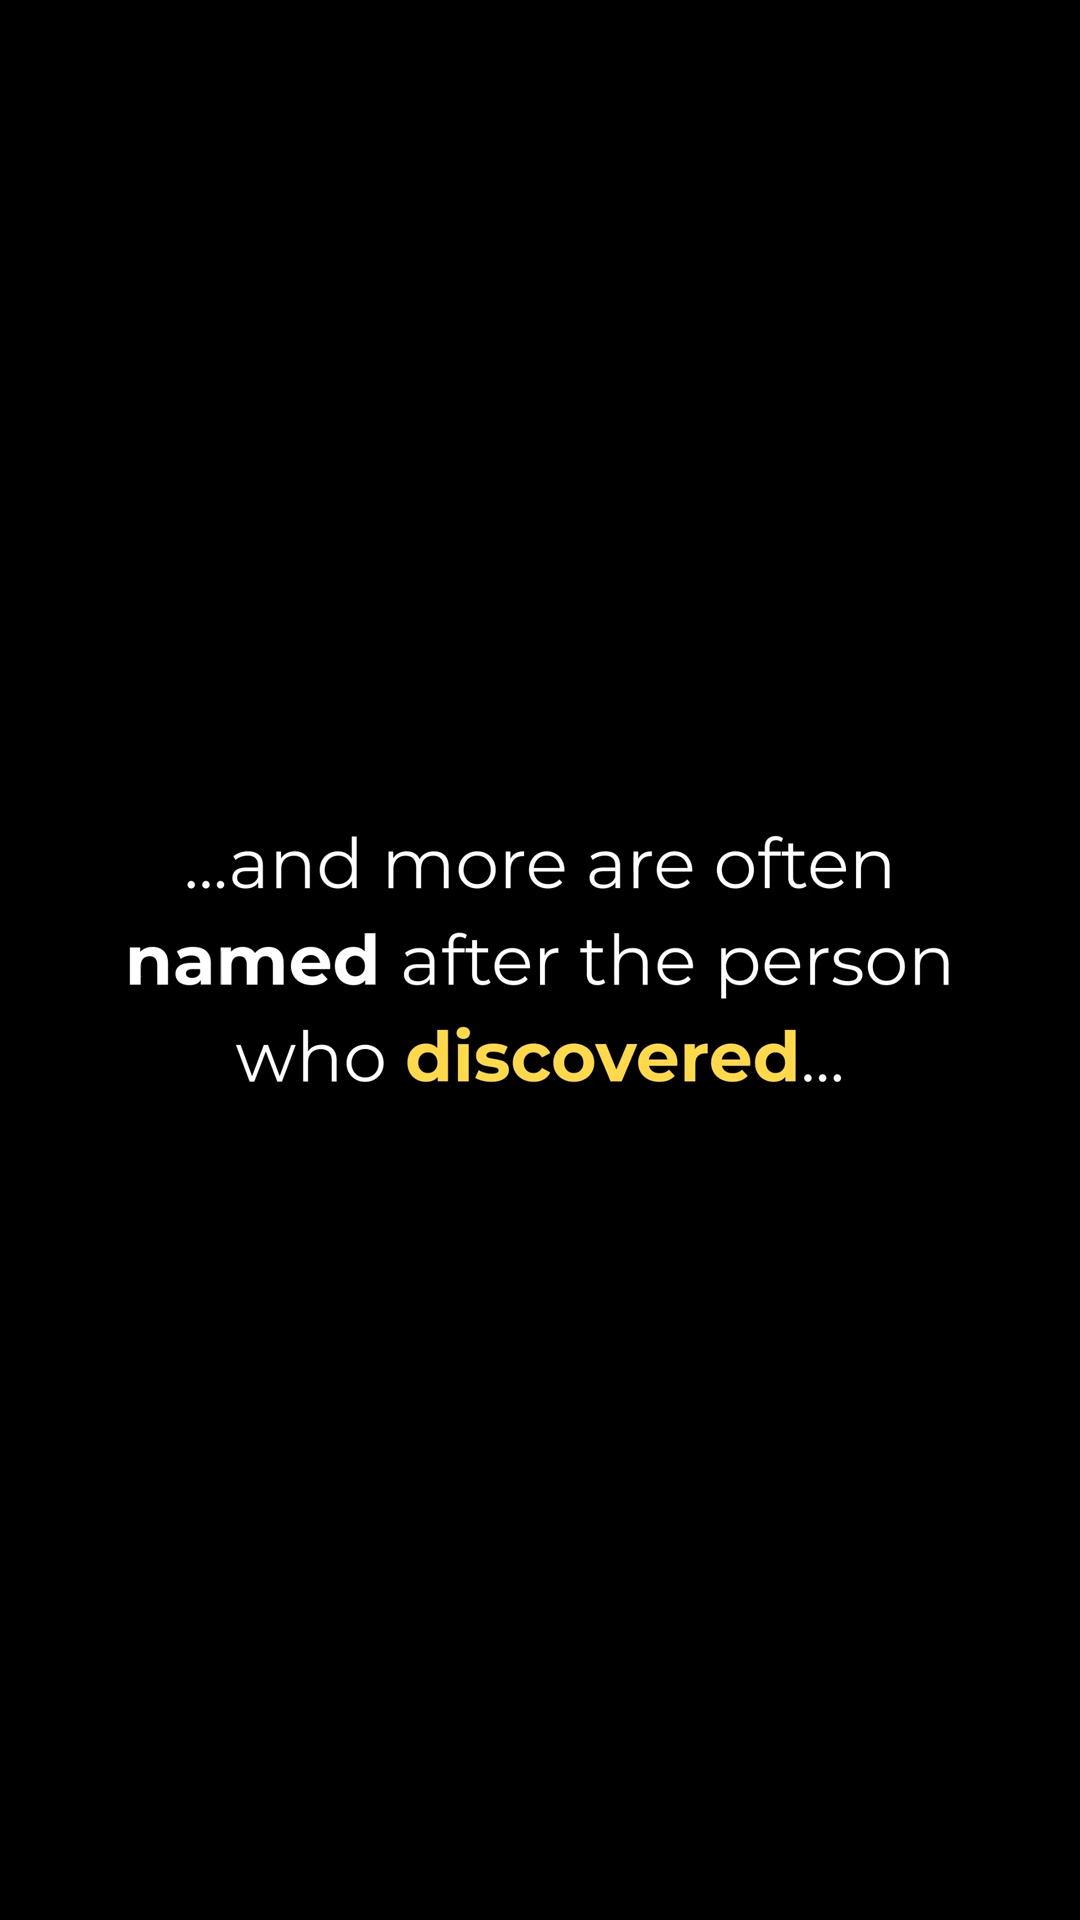 ...and more are often
named after the person
who discovered...